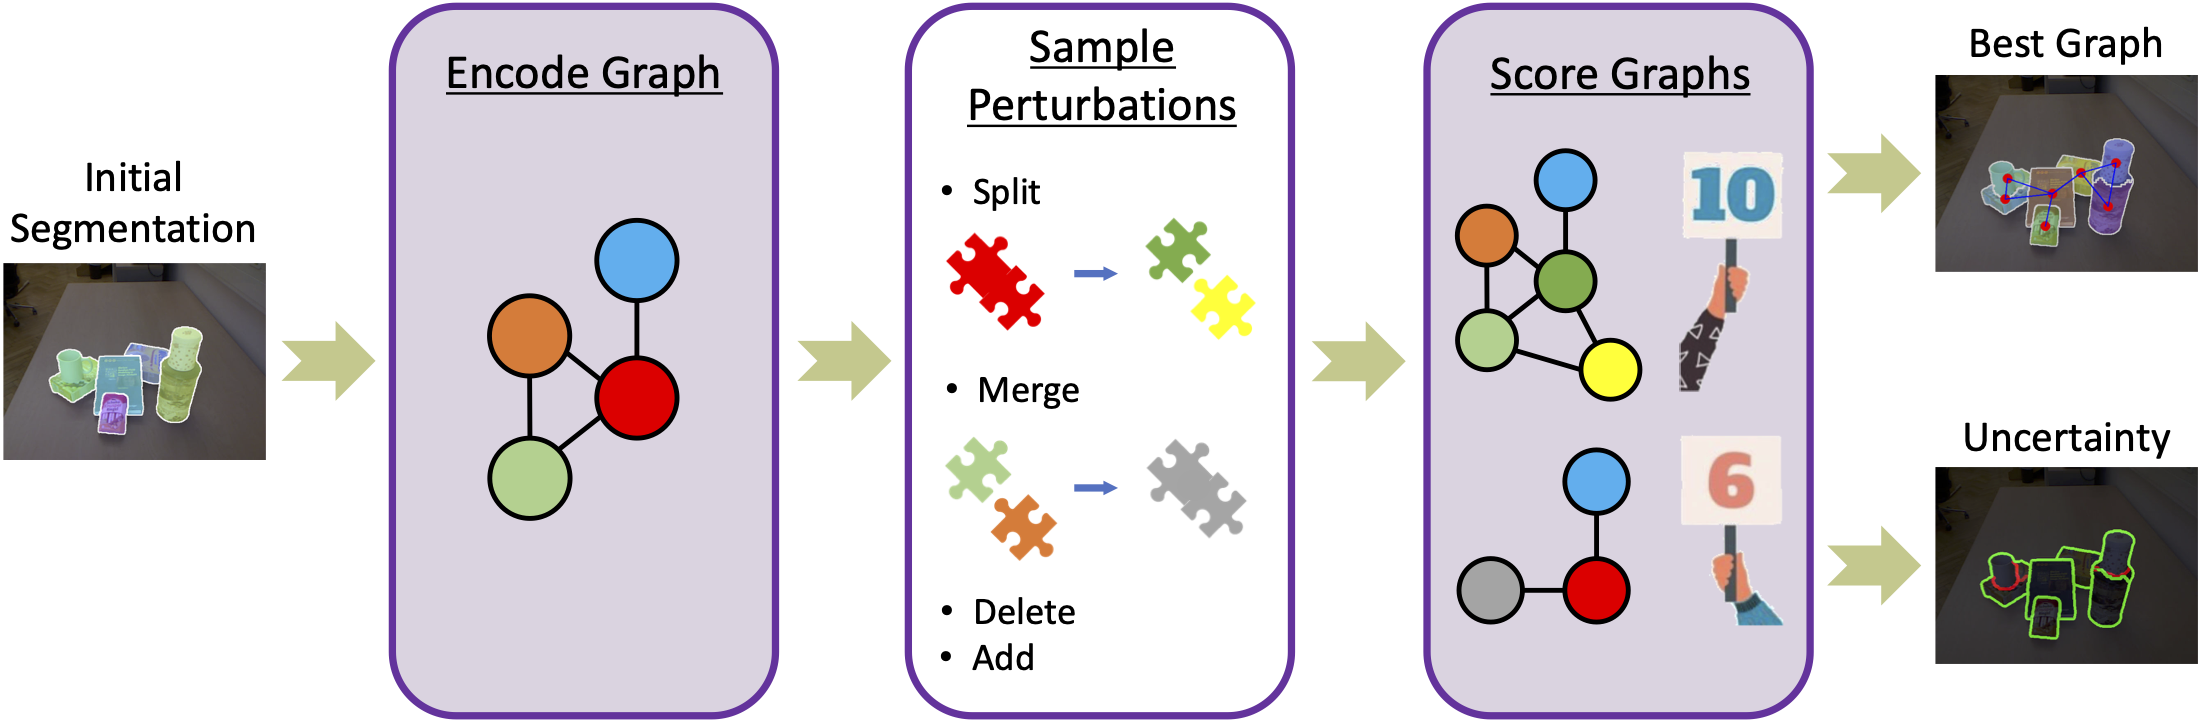 Initial
Segmentation
Encode Graph
Sample
Perturbations
• Split
• Merge
• Delete
• Add
Score Graphs
10
6
Best Graph
Uncertainty